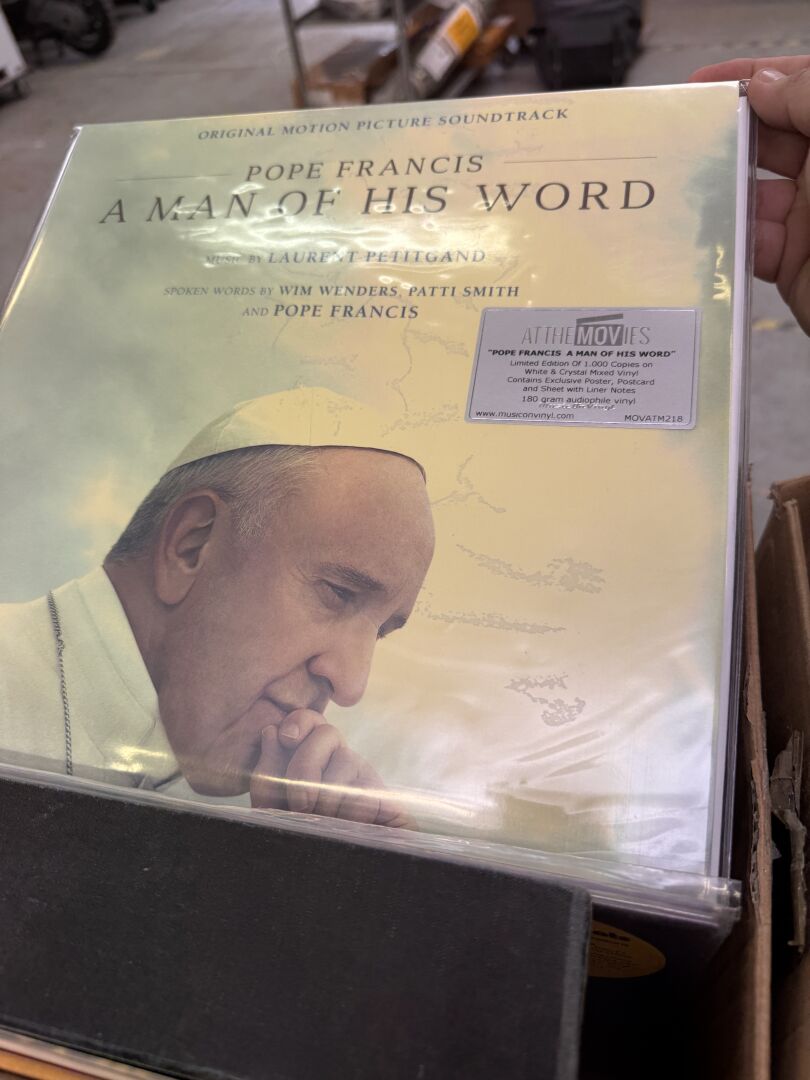 ORIGINAL MOTION PICTURE SOUNDTRACK
POPE FRANCIS
A MAN OF HIS WORD
MUSIC BY LAURENT PETITGAND
SPOKEN WORDS BY WIM WENDERS, PATTI SMITH
AND POPE FRANCIS
AT THE MOVIES
"POPE FRANCIS A MAN OF HIS WORD"
Limited Edition Of 1.000 Copies on
White & Crystal Mixed Vinyl
Contains Exclusive Poster, Postcard
and Sheet with Liner Notes
180 gram audiophile vinyl
www.musiconvinyl.com
MOVATM218